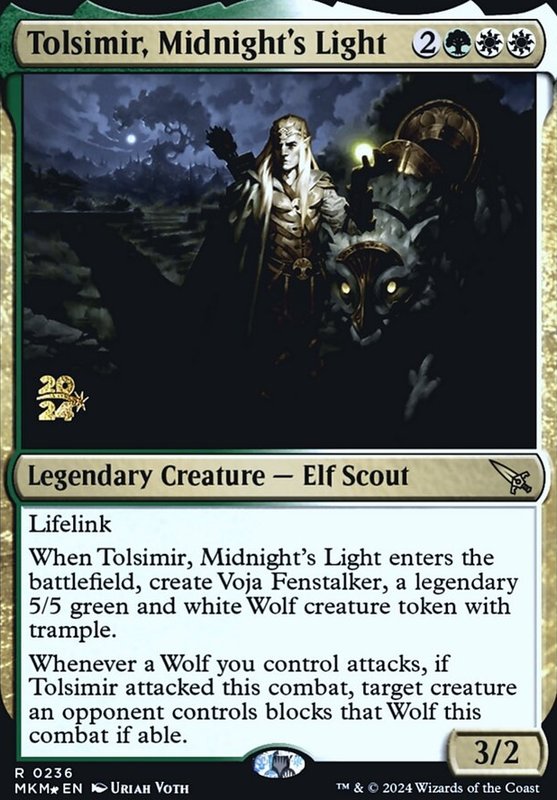 Tolsimir, Midnight's Light 2
20
24
Legendary Creature — Elf Scout
Lifelink
When Tolsimir, Midnight's Light enters the
battlefield, create Voja Fenstalker, a legendary
5/5 green and white Wolf creature token with
trample.
Whenever a Wolf you control attacks, if
Tolsimir attacked this combat, target creature
an opponent controls blocks that Wolf this
combat if able.
3/2
R 0236
MKM★EN Uriah Voth
™ & © 2024 Wizards of the Coast